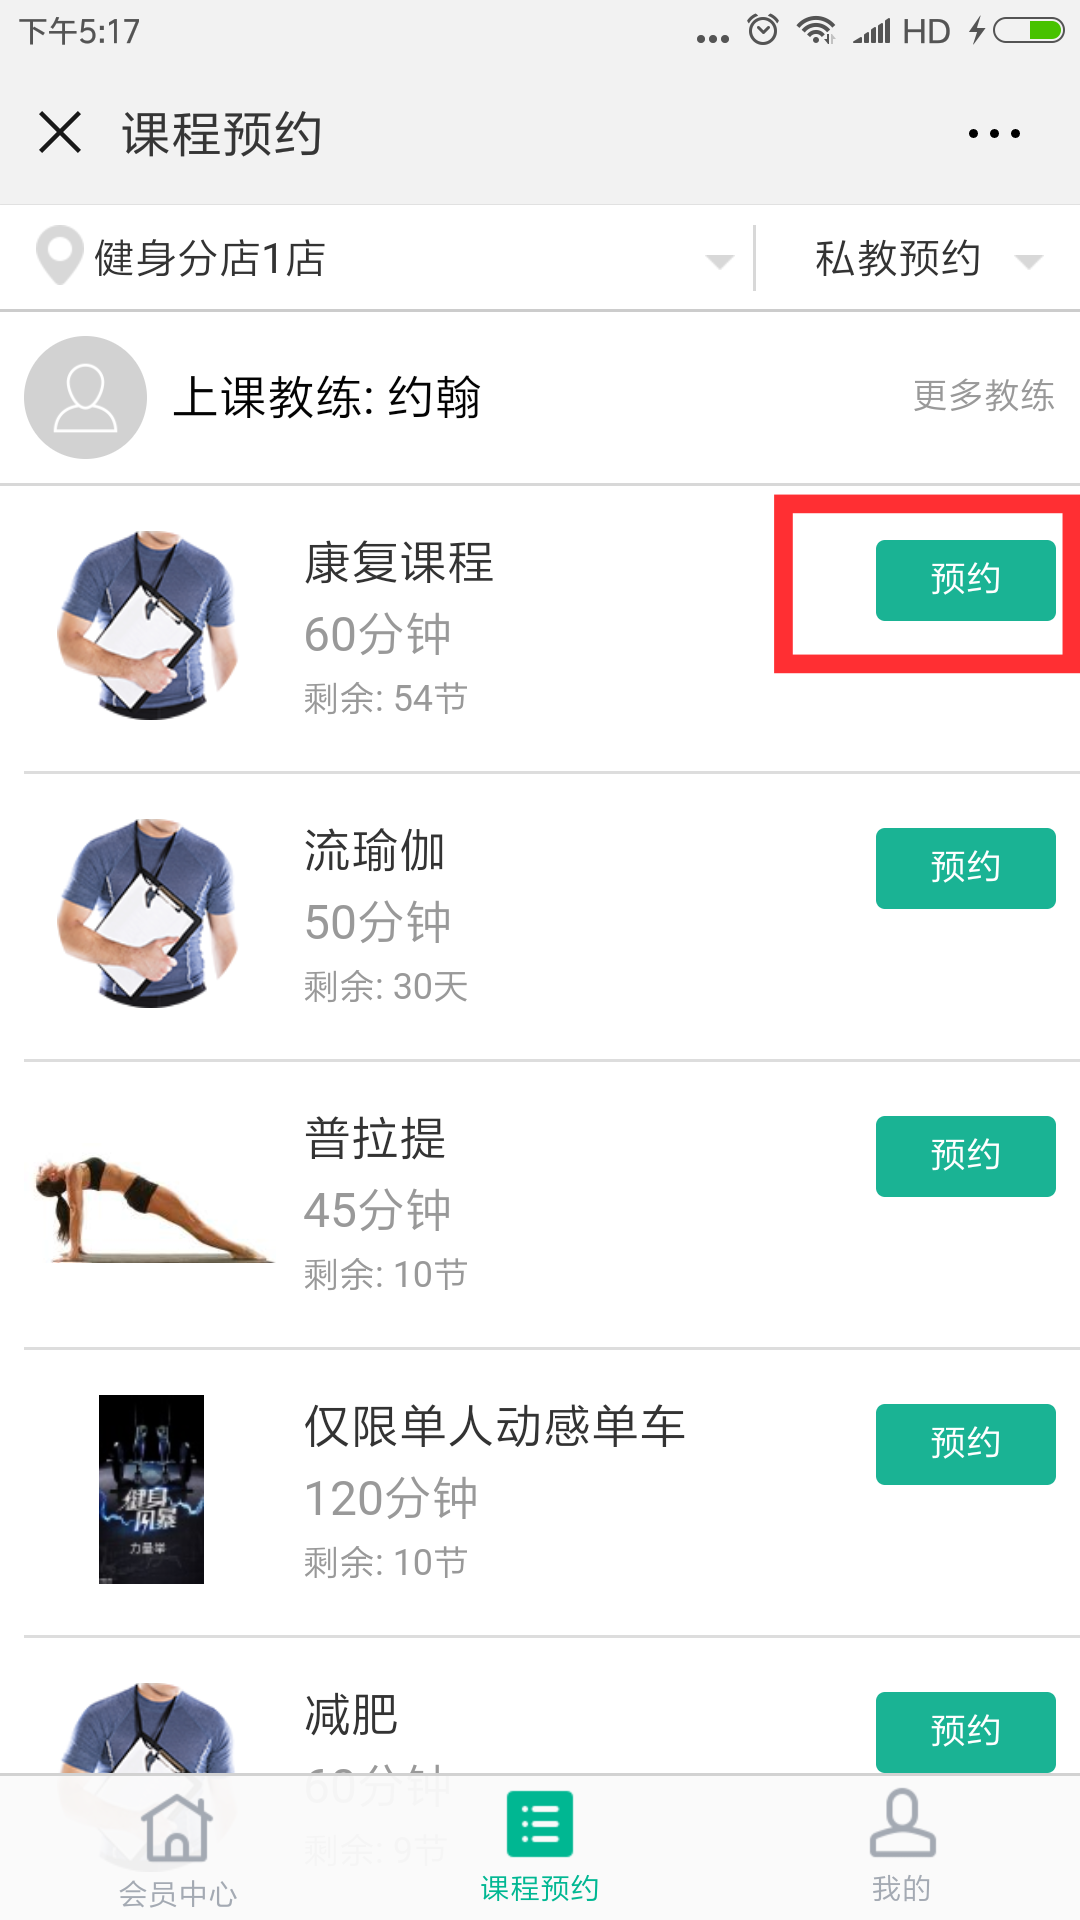 下午5:17 HD
课程预约
健身分店1店 私教预约
上课教练: 约翰 更多教练
康复课程 预约
60分钟
剩余: 54节
流瑜伽 预约
50分钟
剩余: 30天
普拉提 预约
45分钟
剩余: 10节
仅限单人动感单车 预约
120分钟
剩余: 10节
健身
风暴
力量举
减肥 预约
60分钟
剩余: 9节
会员中心 课程预约 我的